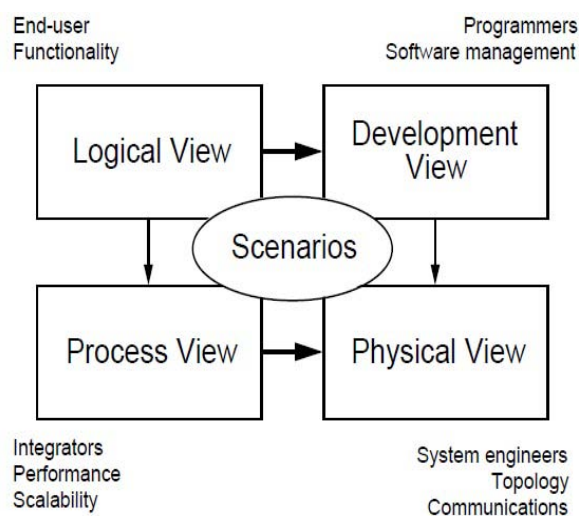 End-user
Functionality
Programmers
Software management
Logical View
Development
View
Scenarios
Process View
Physical View
Integrators
Performance
Scalability
System engineers
Topology
Communications